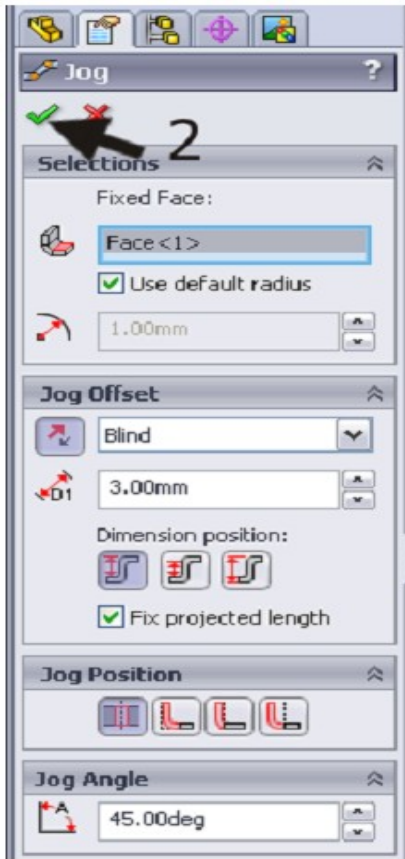 Jog ?
2
Selections
Fixed Face:
Face<1>
Use default radius
1.00mm
Jog Offset
Blind
D1 3.00mm
Dimension position:
Fix projected length
Jog Position
Jog Angle
A 45.00deg